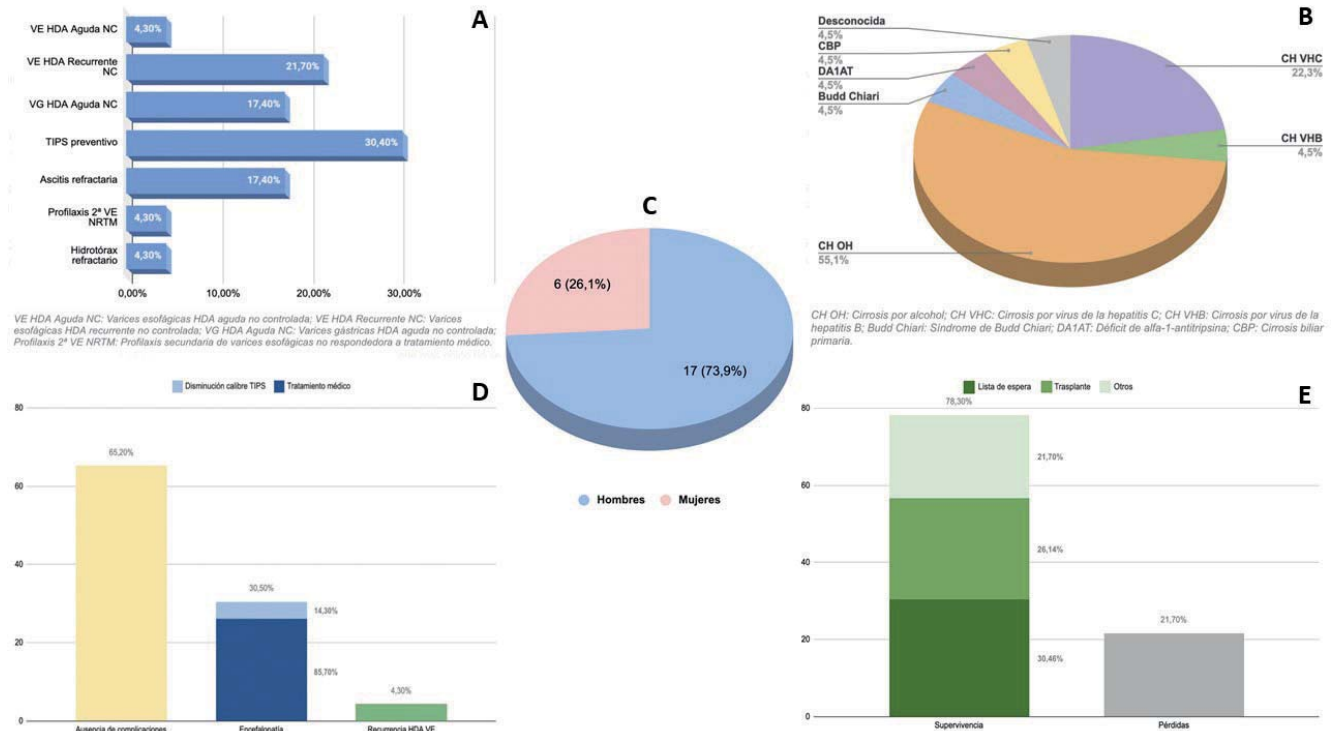 A
VE HDA Aguda NC
4,30%
VE HDA Recurrente
NC
21,70%
VG HDA Aguda NC
17,40%
TIPS preventivo
30,40%
Ascitis refractaria
17,40%
Profilaxis 2ª VE
NRTM
4,30%
Hidrotórax
refractario
4,30%
0,00%
10,00%
20,00%
30,00%
VE HDA Aguda NC: Varices esofágicas HDA aguda no controlada; VE HDA Recurrente NC: Varices
esofágicas HDA recurrente no controlada; VG HDA Aguda NC: Varices gástricas HDA aguda no controlada;
Profilaxis 2ª VE NRTM: Profilaxis secundaria de varices esofágicas no respondedora a tratamiento médico.
B
Desconocida
4,5%
CBP
4,5%
DA1AT
4,5%
Budd Chiari
4,5%
CH VHC
22,3%
CH VHB
4,5%
CH OH
55,1%
CH OH: Cirrosis por alcohol; CH VHC: Cirrosis por virus de la hepatitis C; CH VHB: Cirrosis por virus de la
hepatitis B; Budd Chiari: Síndrome de Budd Chiari; DA1AT: Déficit de alfa-1-antitripsina; CBP: Cirrosis biliar
primaria.
C
6 (26,1%)
17 (73,9%)
Hombres
Mujeres
D
Disminución calibre TIPS
Tratamiento médico
80
60
40
20
0
65,20%
30,50%
14,30%
85,70%
4,30%
Ausencia de complicaciones
Encefalopatía
Recurrencia HDA VE
E
Lista de espera
Trasplante
Otros
80
60
40
20
0
78,30%
21,70%
26,14%
30,46%
21,70%
Supervivencia
Pérdidas